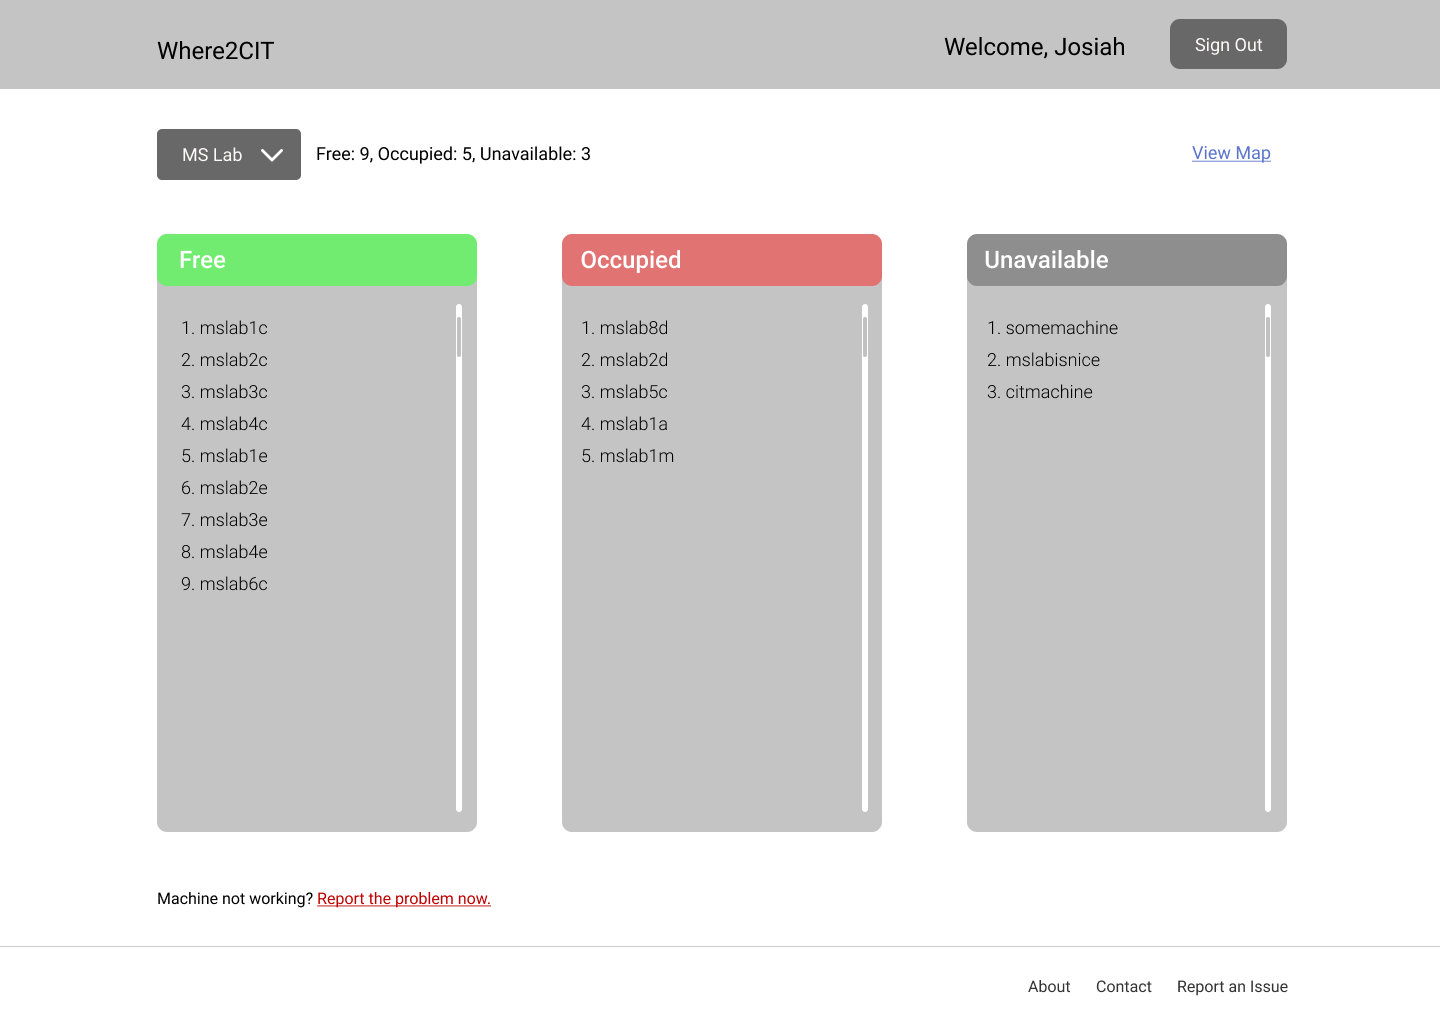 Where2CIT
Welcome, Josiah
Sign Out
MS Lab
Free: 9, Occupied: 5, Unavailable: 3
View Map
Free
1. mslab1c
2. mslab2c
3. mslab3c
4. mslab4c
5. mslab1e
6. mslab2e
7. mslab3e
8. mslab4e
9. mslab6c
Occupied
1. mslab8d
2. mslab2d
3. mslab5c
4. mslab1a
5. mslab1m
Unavailable
1. somemachine
2. mslabisnice
3. citmachine
Machine not working? Report the problem now.
About Contact Report an Issue